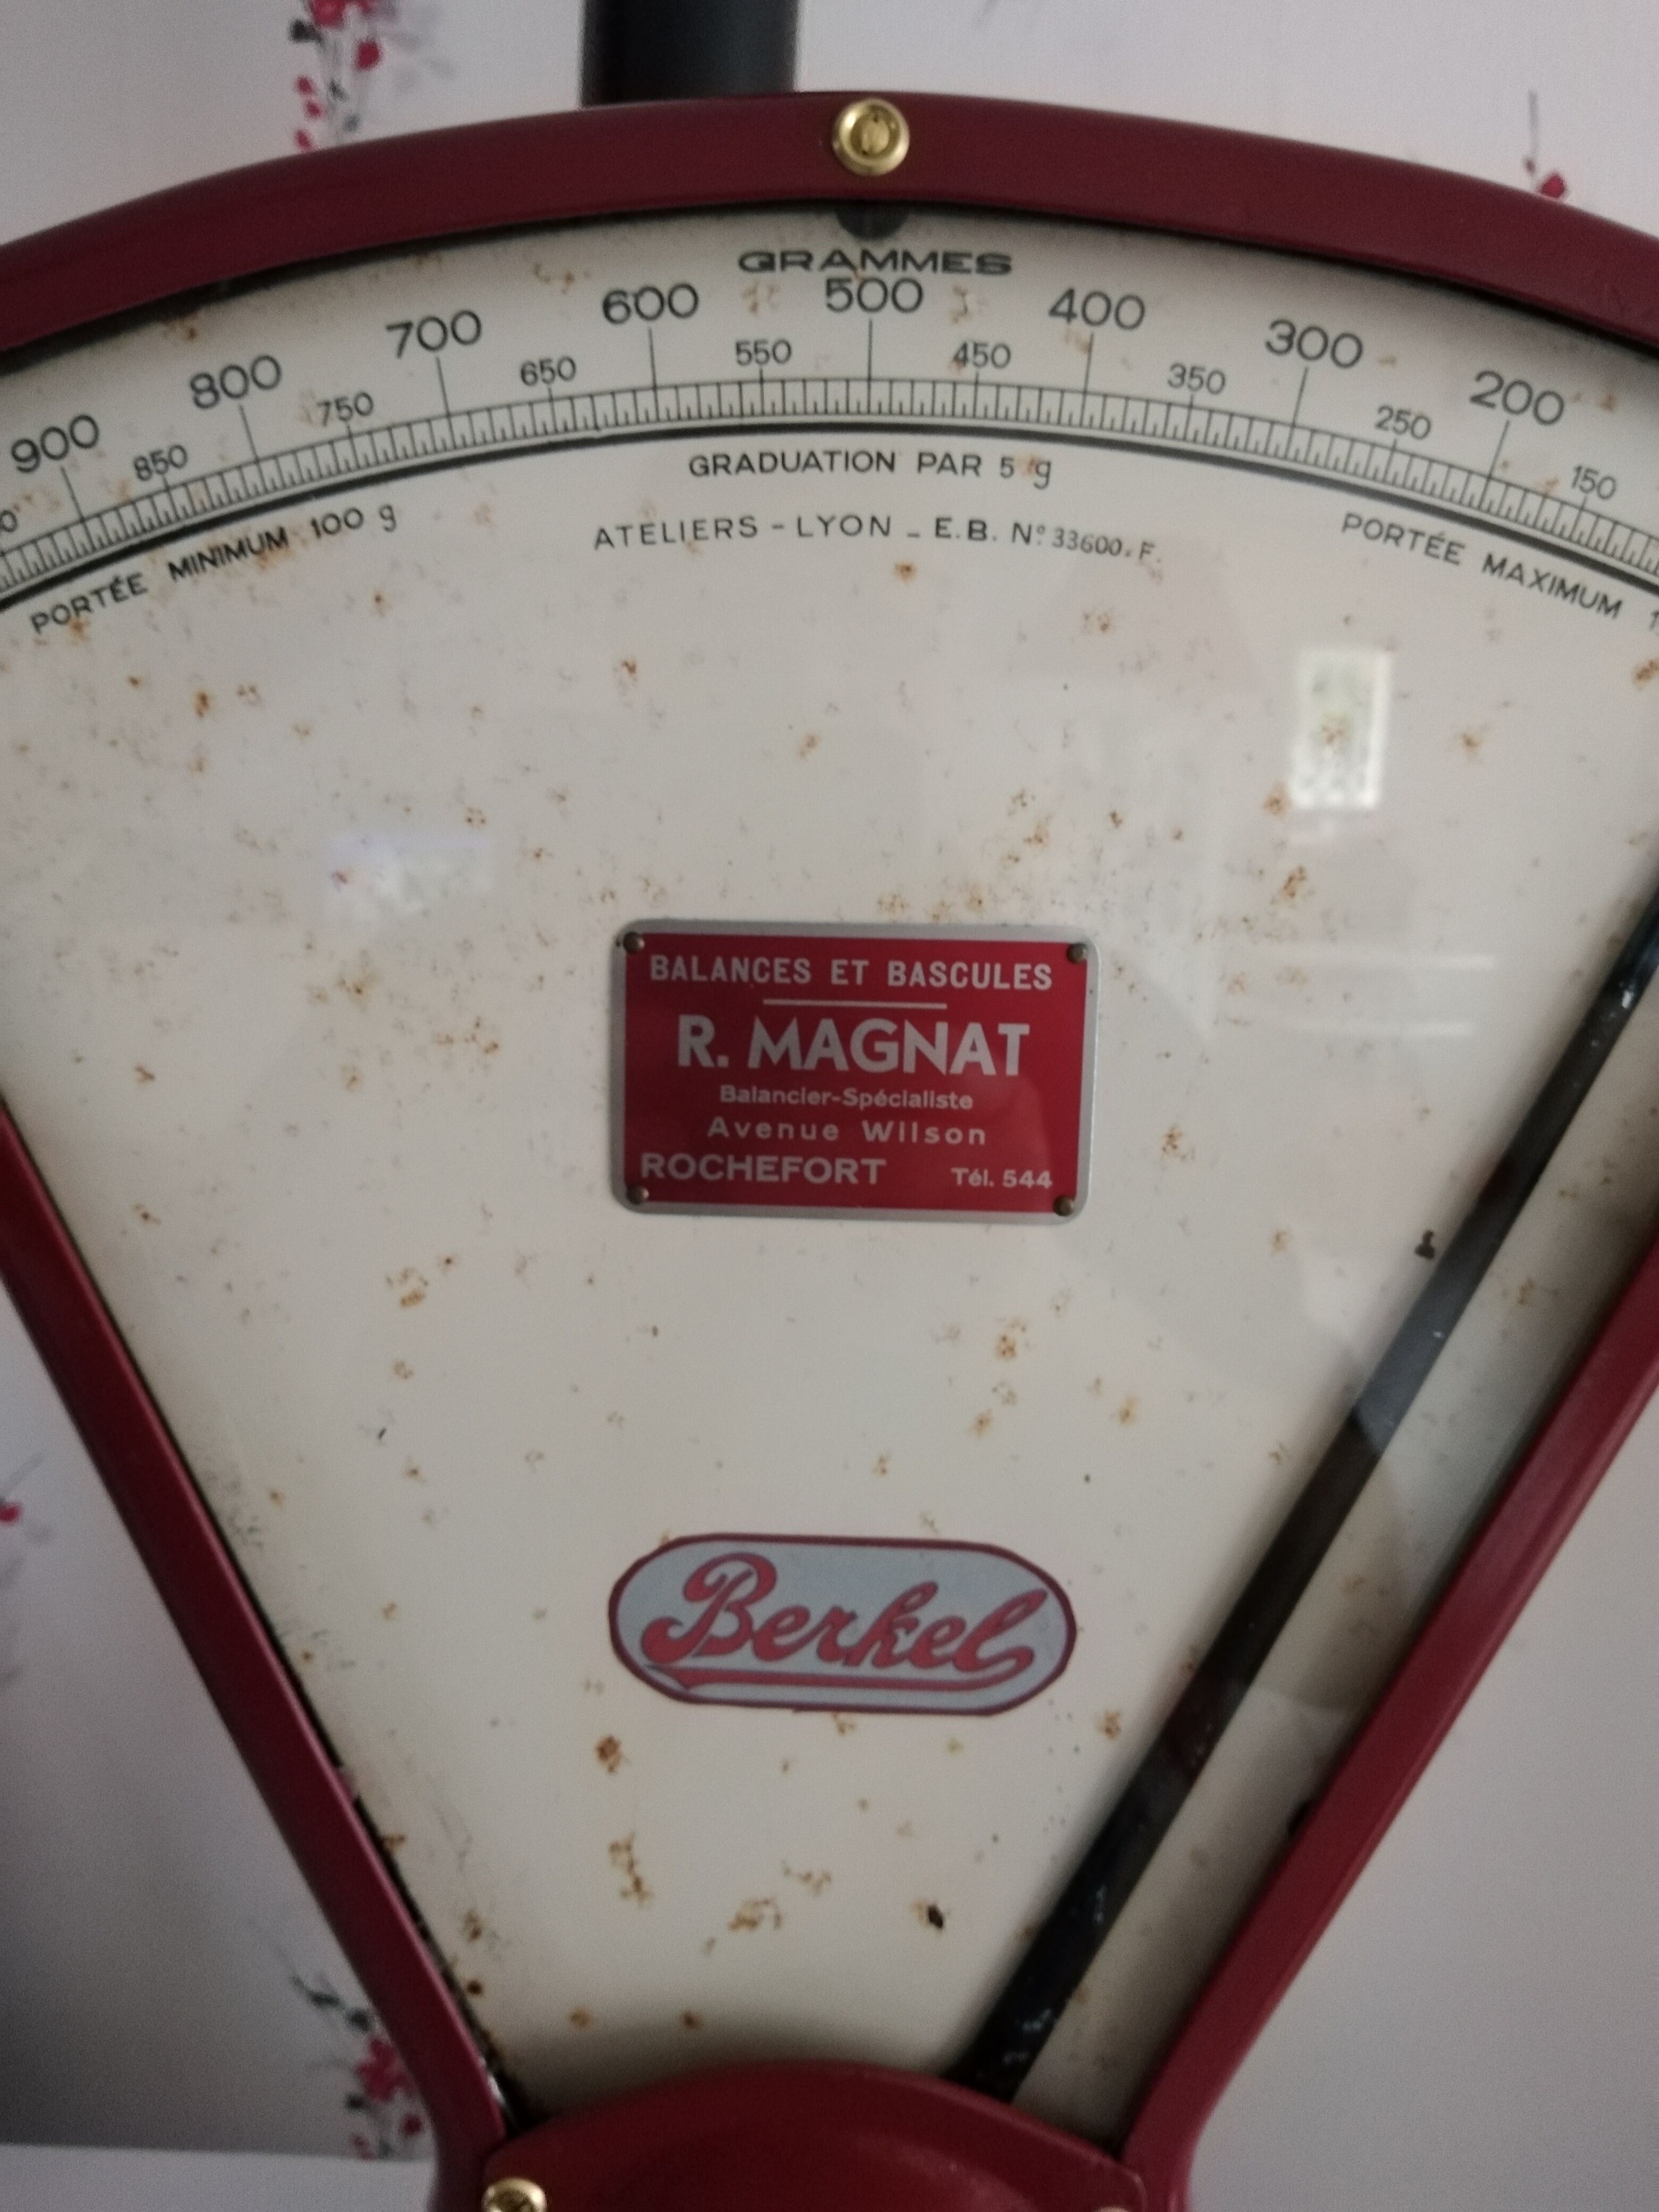 GRAMMES
900 800 700 600 500 400 300 200
850 750 650 550 450 350 250 150
GRADUATION PAR 5 g
PORTÉE MINIMUM 100 g
ATELIERS - LYON - E.B. Nº 33600.F.
PORTÉE MAXIMUM
BALANCES ET BASCULES
R. MAGNAT
Balancier-Spécialiste
Avenue Wilson
ROCHEFORT Tél. 544
Berkel